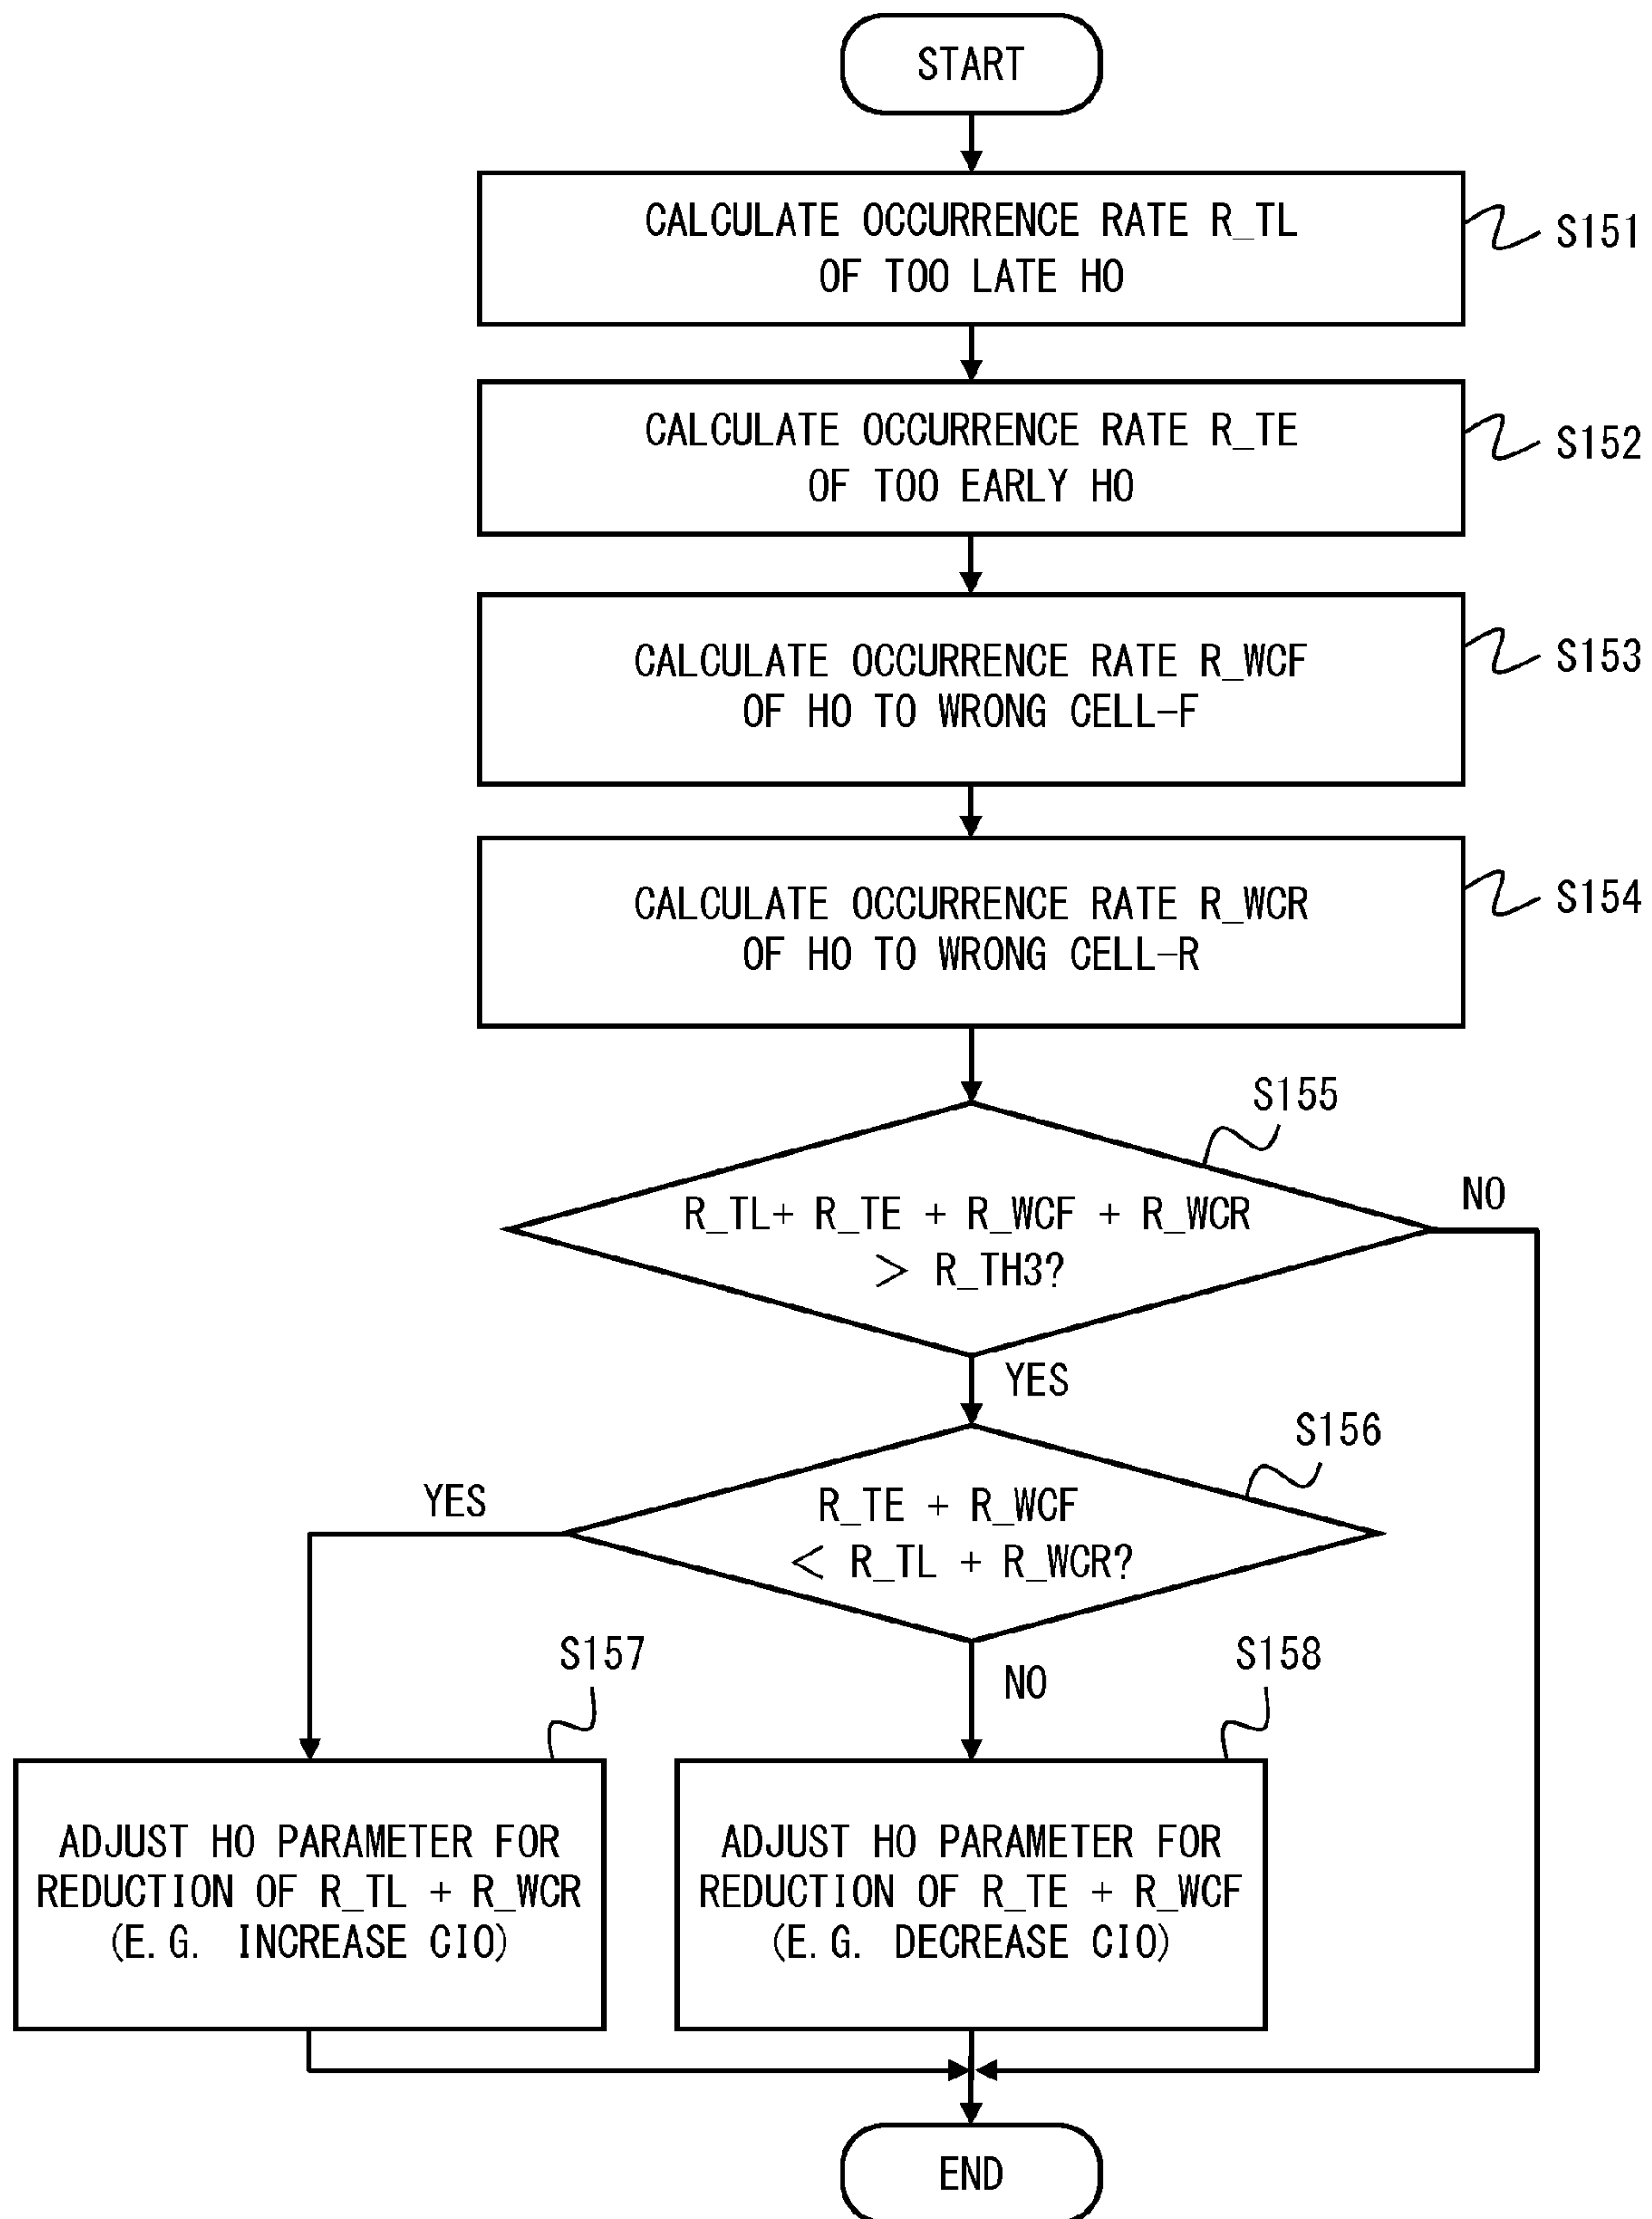 START
CALCULATE OCCURRENCE RATE R_TL
OF TOO LATE HO
S151
CALCULATE OCCURRENCE RATE R_TE
OF TOO EARLY HO
S152
CALCULATE OCCURRENCE RATE R_WCF
OF HO TO WRONG CELL-F
S153
CALCULATE OCCURRENCE RATE R_WCR
OF HO TO WRONG CELL-R
S154
S155
R_TL+ R_TE + R_WCF + R_WCR
> R_TH3?
NO
YES
S156
R_TE + R_WCF
< R_TL + R_WCR?
YES
NO
S157
ADJUST HO PARAMETER FOR
REDUCTION OF R_TL + R_WCR
(E.G. INCREASE CIO)
S158
ADJUST HO PARAMETER FOR
REDUCTION OF R_TE + R_WCF
(E.G. DECREASE CIO)
END